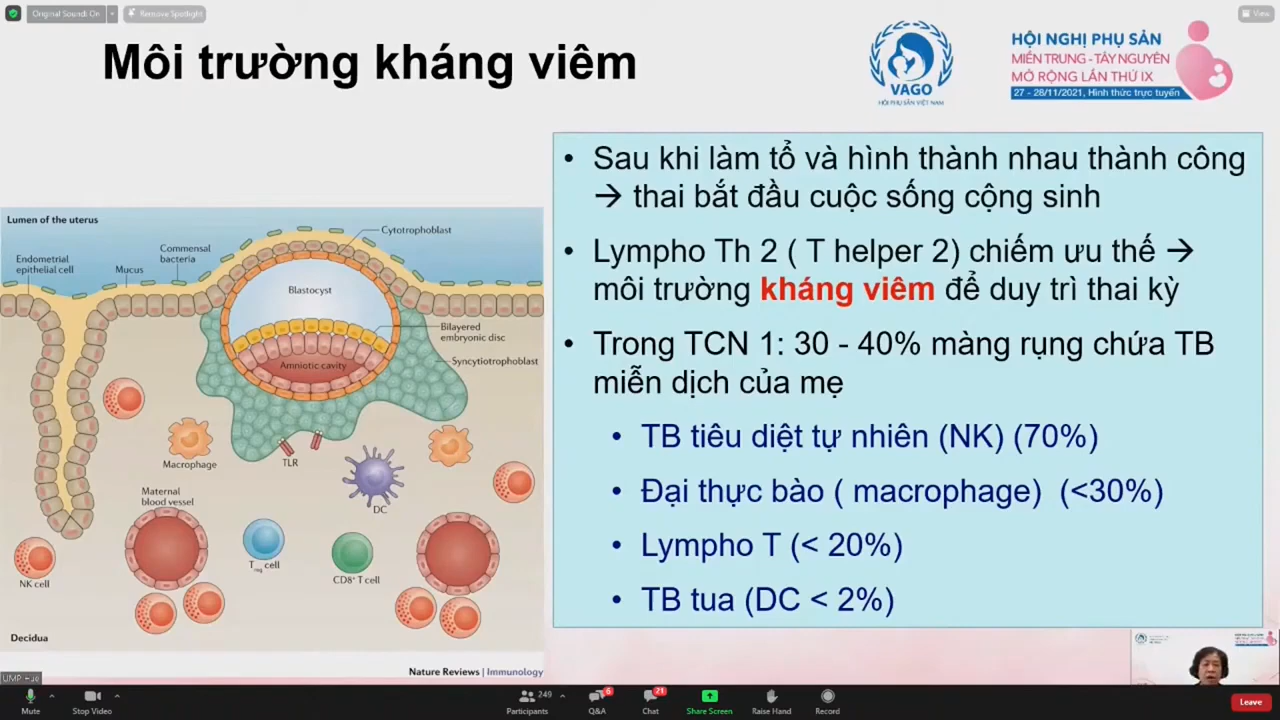 Original Sound: On
Remove Spotlight
View
Môi trường kháng viêm
VAGO
HỘI PHỤ SẢN VIỆT NAM
HỘI NGHỊ PHỤ SẢN
MIỀN TRUNG - TÂY NGUYÊN
MỞ RỘNG LẦN THỨ IX
27 - 28/11/2021, Hình thức trực tuyến
• Sau khi làm tổ và hình thành nhau thành công
→ thai bắt đầu cuộc sống cộng sinh
• Lympho Th 2 ( T helper 2) chiếm ưu thế →
môi trường kháng viêm để duy trì thai kỳ
• Trong TCN 1: 30 - 40% màng rụng chứa TB
miễn dịch của mẹ
• TB tiêu diệt tự nhiên (NK) (70%)
• Đại thực bào ( macrophage) (<30%)
• Lympho T (< 20%)
• TB tua (DC < 2%)
Lumen of the uterus
Endometrial
epithelial cell
Mucus
Commensal
bacteria
Cytotrophoblast
Blastocyst
Bilayered
embryonic disc
Amniotic cavity
Syncytiotrophoblast
Macrophage
TLR
DC
Maternal
blood vessel
NK cell
Treg cell
CD8+ T cell
Decidua
Nature Reviews | Immunology
Mute
Stop Video
249
Participants
6
Q&A
21
Chat
Share Screen
Raise Hand
Record
Leave